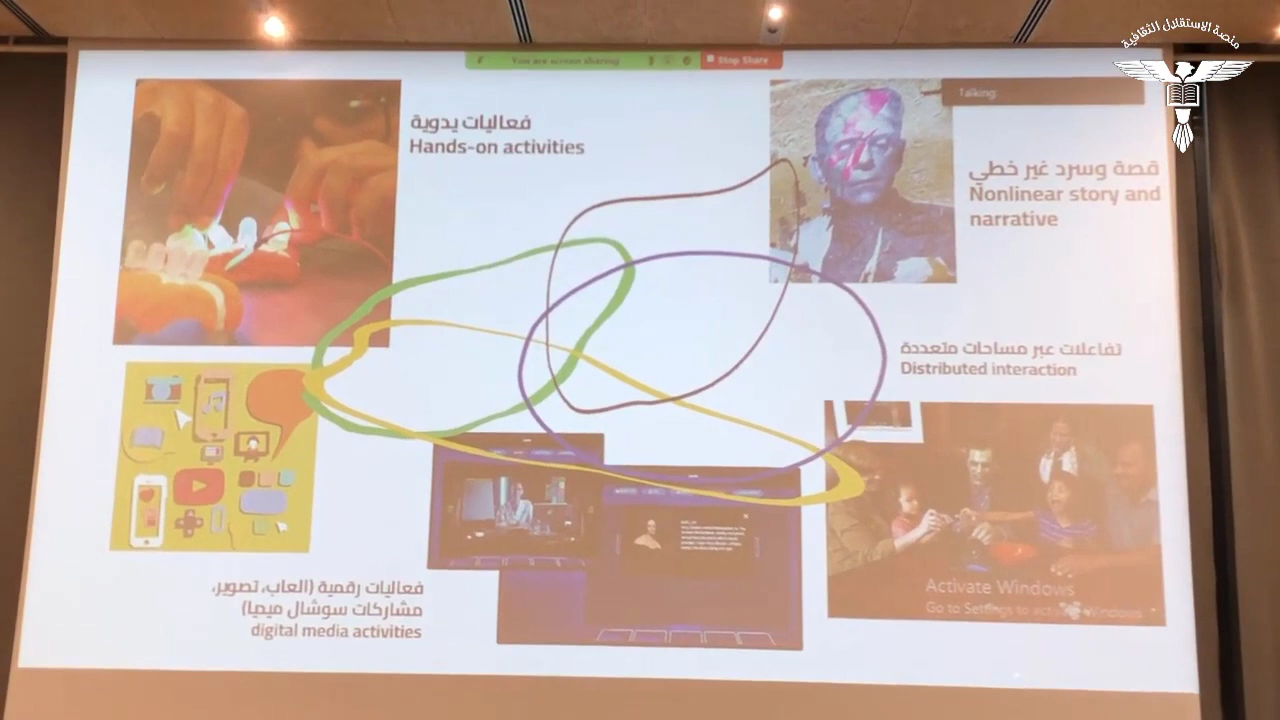 منصة الاستقلال الثقافية
You are screen sharing
Stop Share
Talking:
فعاليات يدوية
Hands-on activities
قصة وسرد غير خطي
Nonlinear story and
narrative
تفاعلات عبر مساحات متعددة
Distributed interaction
فعاليات رقمية (العاب، تصوير،
مشاركات سوشال ميديا)
digital media activities
Activate Windows
Go to Settings to activate Windows